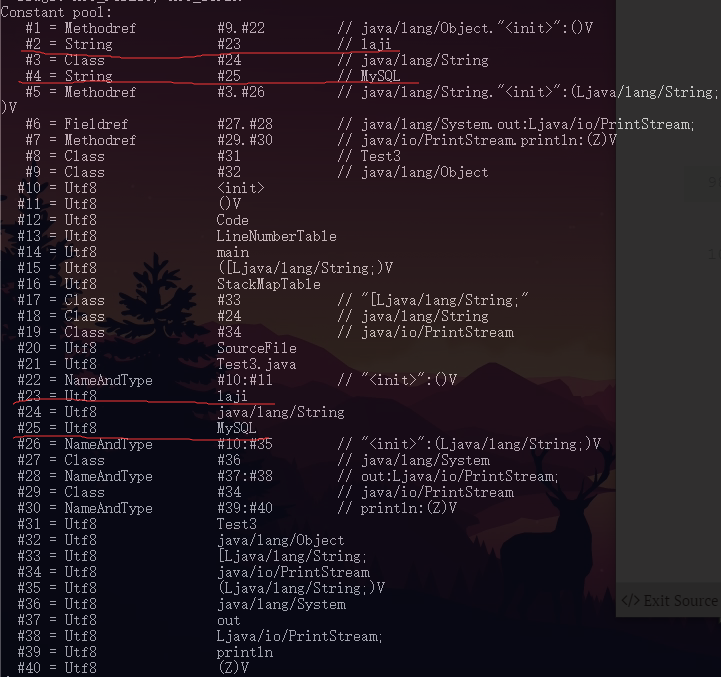 Constant pool:
#1 = Methodref #9.#22 // java/lang/Object."<init>":()V
#2 = String #23 // laji
#3 = Class #24 // java/lang/String
#4 = String #25 // MySQL
#5 = Methodref #3.#26 // java/lang/String."<init>":(Ljava/lang/String;
)V
#6 = Fieldref #27.#28 // java/lang/System.out:Ljava/io/PrintStream;
#7 = Methodref #29.#30 // java/io/PrintStream.println:(Z)V
#8 = Class #31 // Test3
#9 = Class #32 // java/lang/Object
#10 = Utf8 <init>
#11 = Utf8 ()V
#12 = Utf8 Code
#13 = Utf8 LineNumberTable
#14 = Utf8 main
#15 = Utf8 ([Ljava/lang/String;)V
#16 = Utf8 StackMapTable
#17 = Class #33 // "[Ljava/lang/String;"
#18 = Class #24 // java/lang/String
#19 = Class #34 // java/io/PrintStream
#20 = Utf8 SourceFile
#21 = Utf8 Test3.java
#22 = NameAndType #10:#11 // "<init>":()V
#23 = Utf8 laji
#24 = Utf8 java/lang/String
#25 = Utf8 MySQL
#26 = NameAndType #10:#35 // "<init>":(Ljava/lang/String;)V
#27 = Class #36 // java/lang/System
#28 = NameAndType #37:#38 // out:Ljava/io/PrintStream;
#29 = Class #34 // java/io/PrintStream
#30 = NameAndType #39:#40 // println:(Z)V
#31 = Utf8 Test3
#32 = Utf8 java/lang/Object
#33 = Utf8 [Ljava/lang/String;
#34 = Utf8 java/io/PrintStream
#35 = Utf8 (Ljava/lang/String;)V
#36 = Utf8 java/lang/System
</> Exit Source
#37 = Utf8 out
#38 = Utf8 Ljava/io/PrintStream;
#39 = Utf8 println
#40 = Utf8 (Z)V